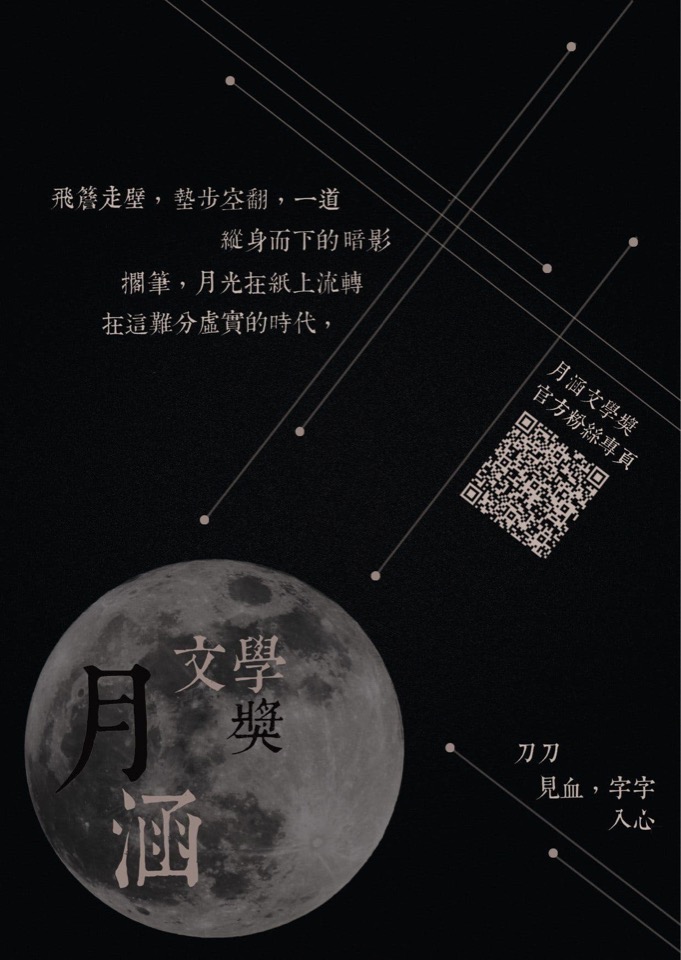 飛簷走壁，墊步空翻，一道
縱身而下的暗影
擱筆，月光在紙上流轉
在這難分虛實的時代，
月涵文學獎
官方粉絲專頁
文學
獎
月
涵
刀刀
見血，字字
入心